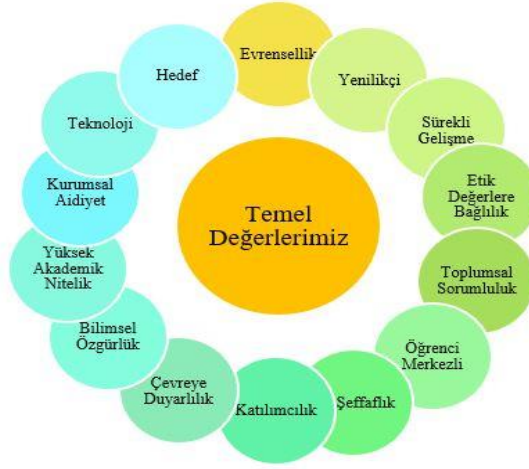 Temel
Değerlerimiz
Evrensellik
Yenilikçi
Sürekli
Gelişme
Etik
Değerlere
Bağlılık
Toplumsal
Sorumluluk
Öğrenci
Merkezli
Şeffaflık
Katılımcılık
Çevreye
Duyarlılık
Bilimsel
Özgürlük
Yüksek
Akademik
Nitelik
Kurumsal
Aidiyet
Teknoloji
Hedef